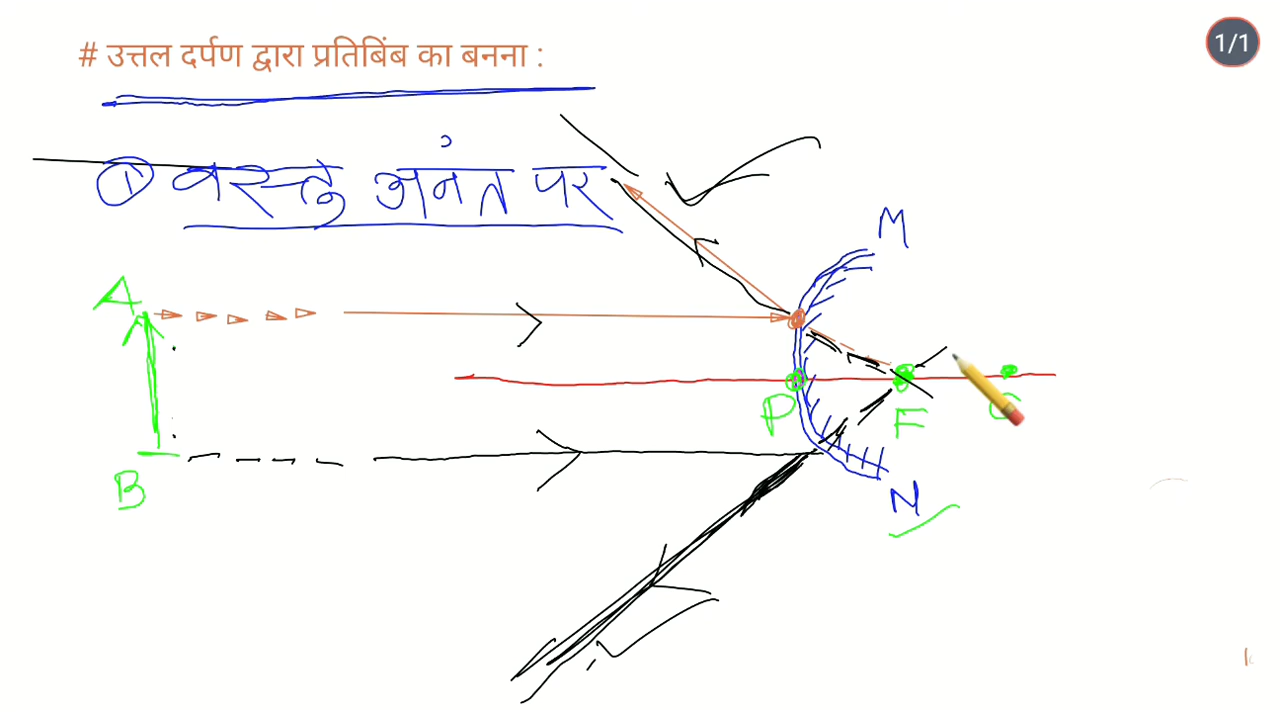 1/1
# उत्तल दर्पण द्वारा प्रतिबिंब का बनना :
① वस्तु अनंत पर
M
A
P
F
C
B
N